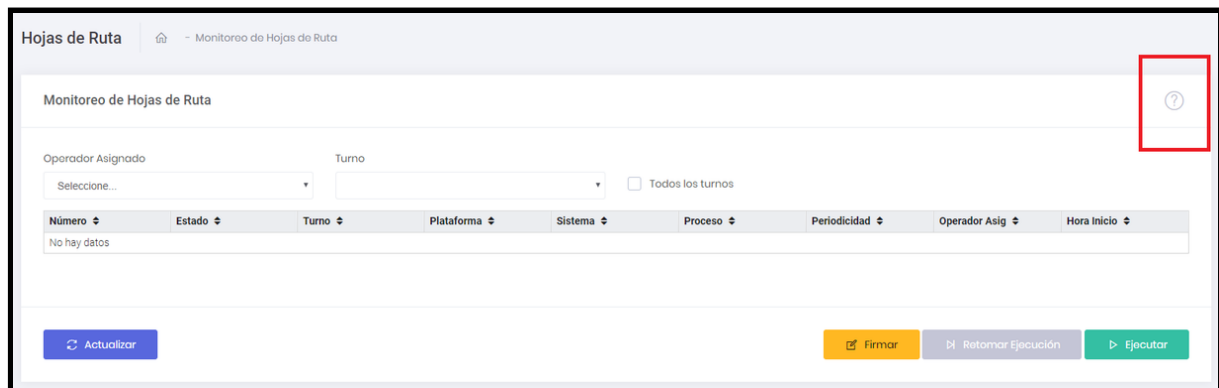 Hojas de Ruta - Monitoreo de Hojas de Ruta
Monitoreo de Hojas de Ruta ?
Operador Asignado Turno
Seleccione... Todos los turnos
Número Estado Turno Plataforma Sistema Proceso Periodicidad Operador Asig Hora Inicio
No hay datos
Actualizar Firmar Retomar Ejecución Ejecutar